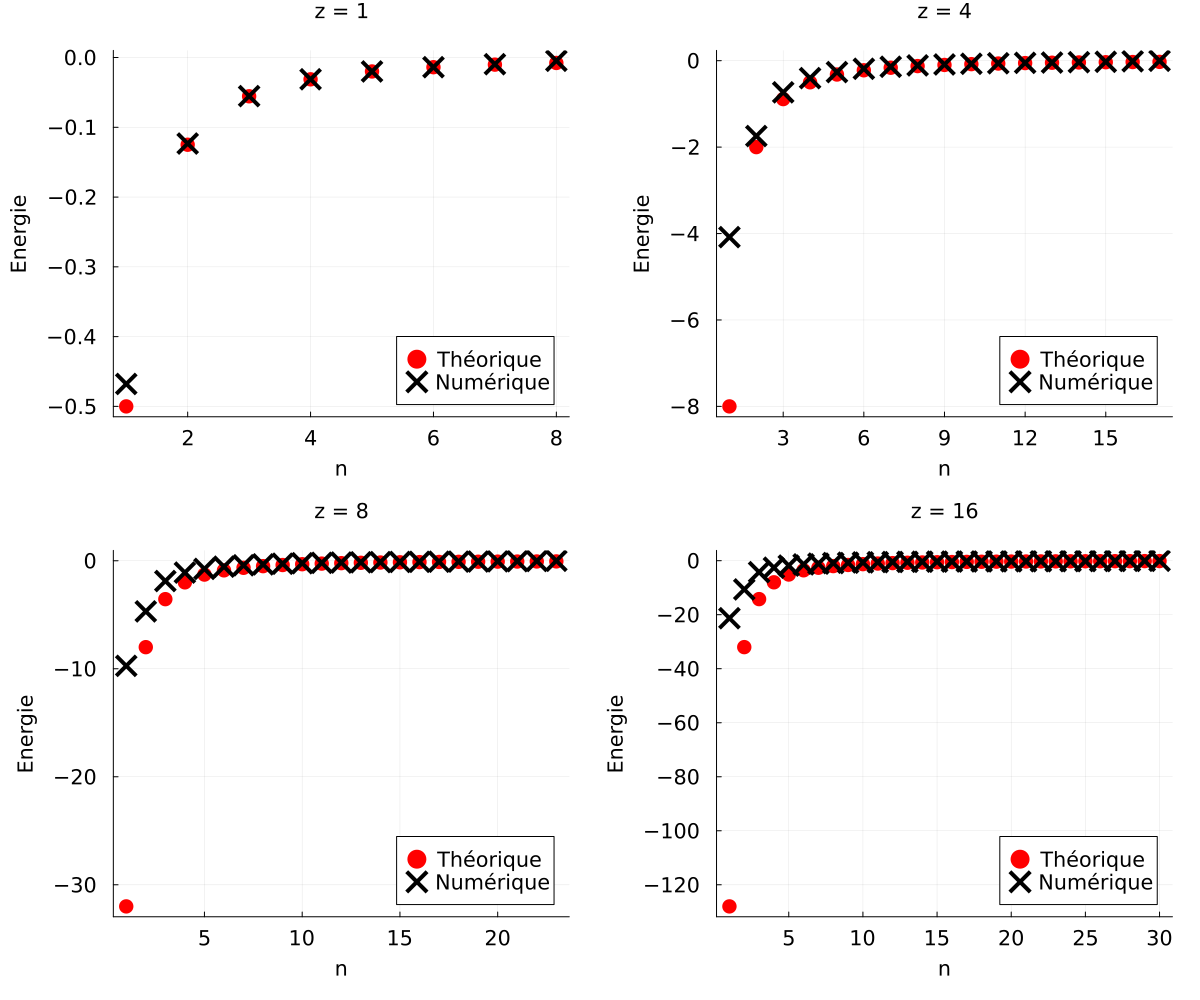 z = 1
0.0
−0.1
−0.2
−0.3
−0.4
−0.5
Energie
2
4
6
8
n
Théorique
Numérique
z = 4
0
−2
−4
−6
−8
Energie
3
6
9
12
15
n
Théorique
Numérique
z = 8
0
−10
−20
−30
Energie
5
10
15
20
n
Théorique
Numérique
z = 16
0
−20
−40
−60
−80
−100
−120
Energie
5
10
15
20
25
30
n
Théorique
Numérique